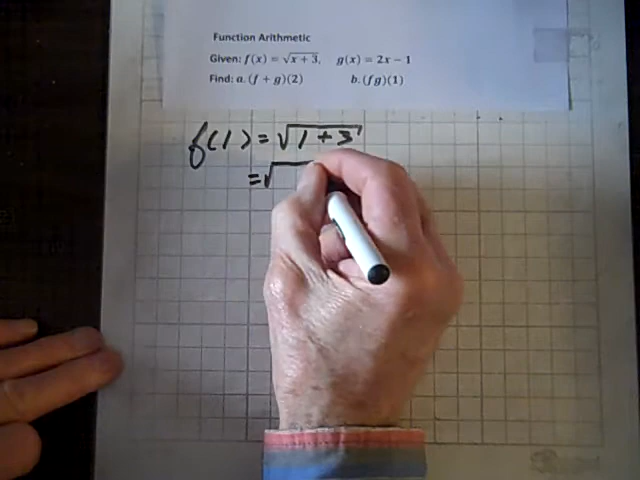 Function Arithmetic
Given: f(x) = √x + 3, g(x) = 2x − 1
Find: a. (f + g)(2) b. (fg)(1)
f(1) = √1 + 3
= √